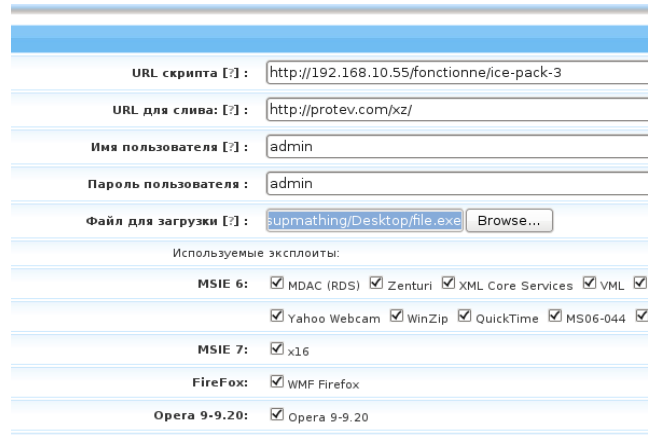 URL скрипта [?] : http://192.168.10.55/fonctionne/ice-pack-3
URL для слива: [?] : http://protev.com/xz/
Имя пользователя [?] : admin
Пароль пользователя : admin
Файл для загрузки [?] : supmathing/Desktop/file.exe Browse...
Используемые эксплоиты:
MSIE 6: MDAC (RDS) Zenturi XML Core Services VML
Yahoo Webcam WinZip QuickTime MS06-044
MSIE 7: x16
FireFox: WMF Firefox
Opera 9-9.20: Opera 9-9.20